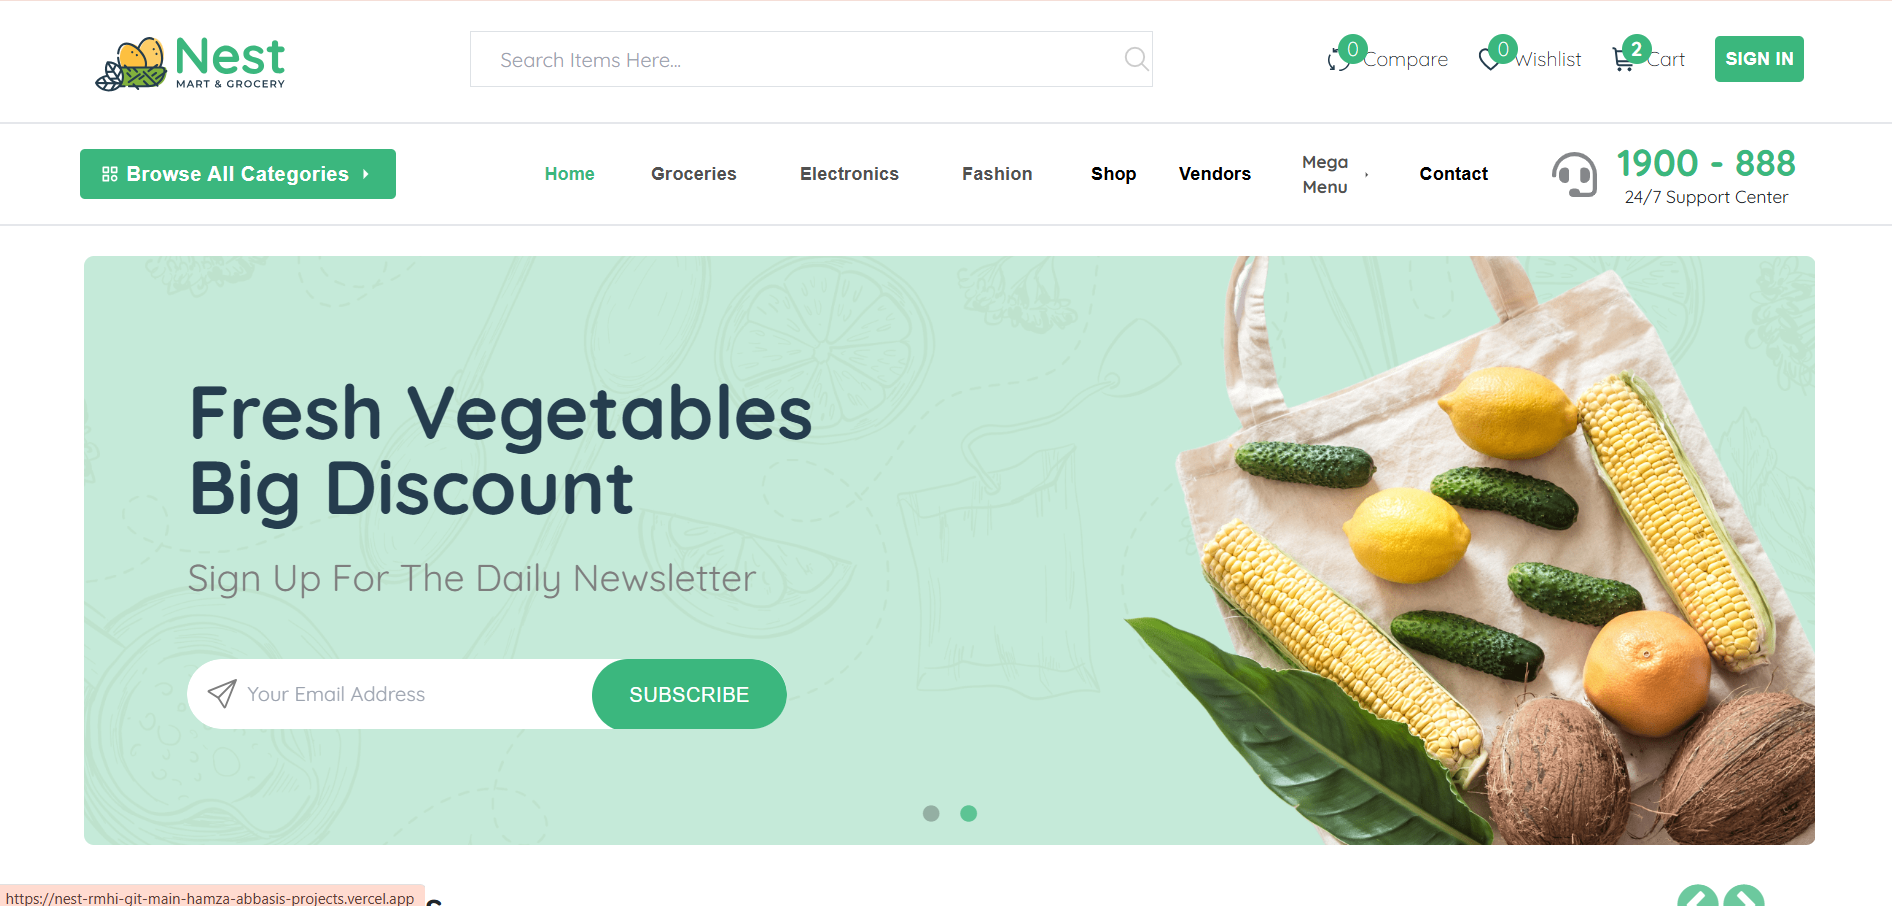 Nest
MART & GROCERY
Search Items Here...
0 Compare
0 Wishlist
2 Cart
SIGN IN
Browse All Categories
Home
Groceries
Electronics
Fashion
Shop
Vendors
Mega
Menu
Contact
1900 - 888
24/7 Support Center
Fresh Vegetables
Big Discount
Sign Up For The Daily Newsletter
Your Email Address
SUBSCRIBE
https://nest-rmhi-git-main-hamza-abbasis-projects.vercel.app